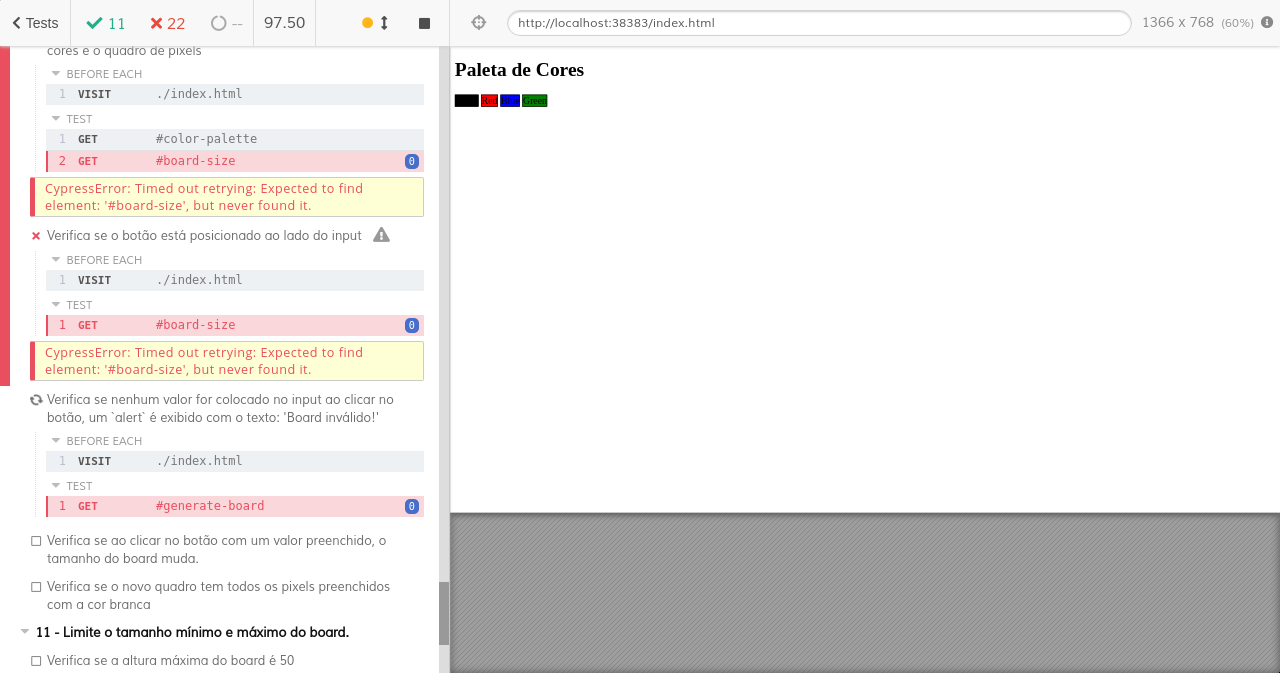 Tests
11
22
--
97.50
http://localhost:38383/index.html
1366 x 768 (60%)
cores e o quadro de pixels
BEFORE EACH
1 VISIT ./index.html
TEST
1 GET #color-palette
2 GET #board-size 0
CypressError: Timed out retrying: Expected to find
element: '#board-size', but never found it.
Verifica se o botão está posicionado ao lado do input
BEFORE EACH
1 VISIT ./index.html
TEST
1 GET #board-size 0
CypressError: Timed out retrying: Expected to find
element: '#board-size', but never found it.
Verifica se nenhum valor for colocado no input ao clicar no
botão, um `alert` é exibido com o texto: 'Board inválido!'
BEFORE EACH
1 VISIT ./index.html
TEST
1 GET #generate-board 0
Verifica se ao clicar no botão com um valor preenchido, o
tamanho do board muda.
Verifica se o novo quadro tem todos os pixels preenchidos
com a cor branca
11 - Limite o tamanho mínimo e máximo do board.
Verifica se a altura máxima do board é 50
Paleta de Cores
Red Blue Green